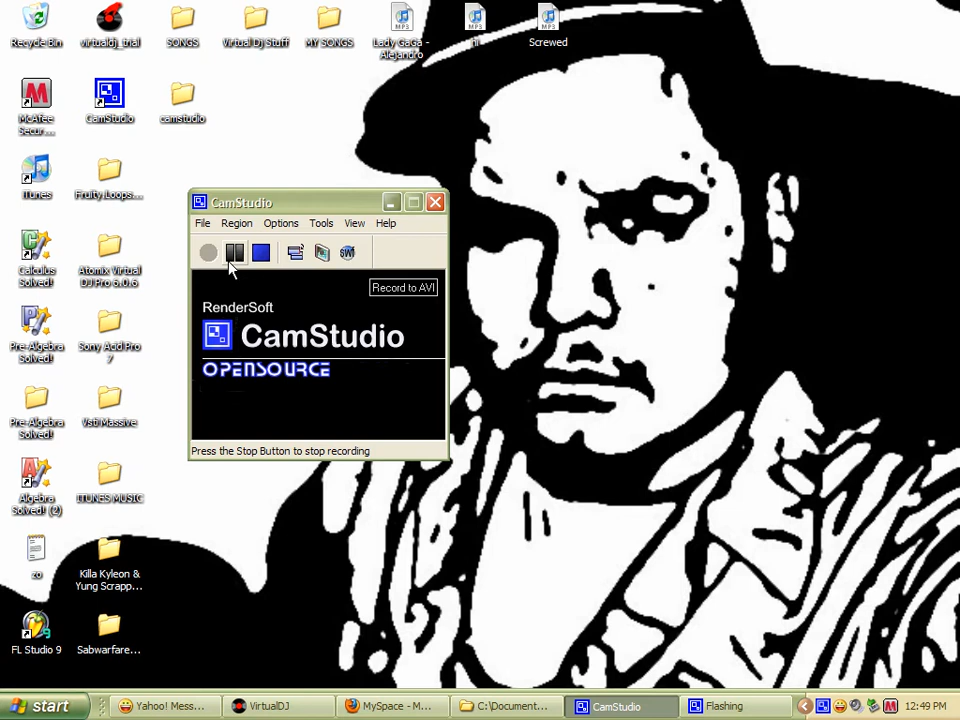 Recycle Bin
virtualdj_trial
SONGS
Virtual Dj Stuff
MY SONGS
Lady GaGa -
Alejandro
Screwed
McAfee
Secur...
CamStudio
camstudio
iTunes
Fruity Loops...
Calculus
Solved!
Atomix Virtual
DJ Pro 6.0.6
Pre-Algebra
Solved!
Sony Acid Pro
7
Pre-Algebra
Solved!
Vsti Massive
Algebra
Solved! (2)
ITUNES MUSIC
zo
Killa Kyleon &
Yung Scrapp...
FL Studio 9
Sabwarfare...
CamStudio
File Region Options Tools View Help
SWF
Record to AVI
RenderSoft
CamStudio
OPENSOURCE
Press the Stop Button to stop recording
start
Yahoo! Mess...
VirtualDJ
MySpace - M...
C:\Document...
CamStudio
Flashing
12:49 PM